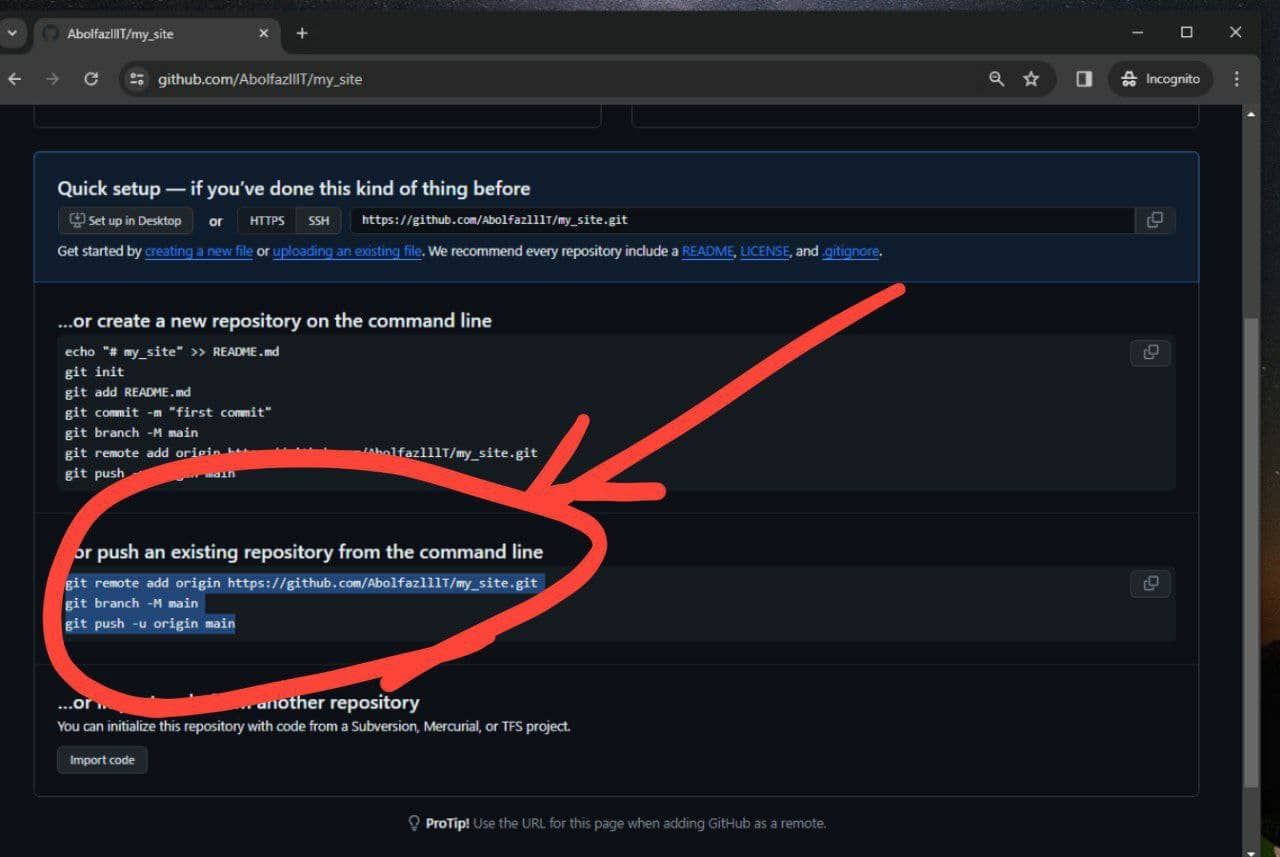 AbolfazlllT/my_site
github.com/AbolfazlllT/my_site
Incognito
Quick setup — if you've done this kind of thing before
Set up in Desktop or HTTPS SSH https://github.com/AbolfazlllT/my_site.git
Get started by creating a new file or uploading an existing file. We recommend every repository include a README, LICENSE, and .gitignore.
...or create a new repository on the command line
echo "# my_site" >> README.md
git init
git add README.md
git commit -m "first commit"
git branch -M main
git remote add origin https://github.com/AbolfazlllT/my_site.git
git push main
or push an existing repository from the command line
git remote add origin https://github.com/AbolfazlllT/my_site.git
git branch -M main
git push -u origin main
...or another repository
You can initialize this repository with code from a Subversion, Mercurial, or TFS project.
Import code
ProTip! Use the URL for this page when adding GitHub as a remote.